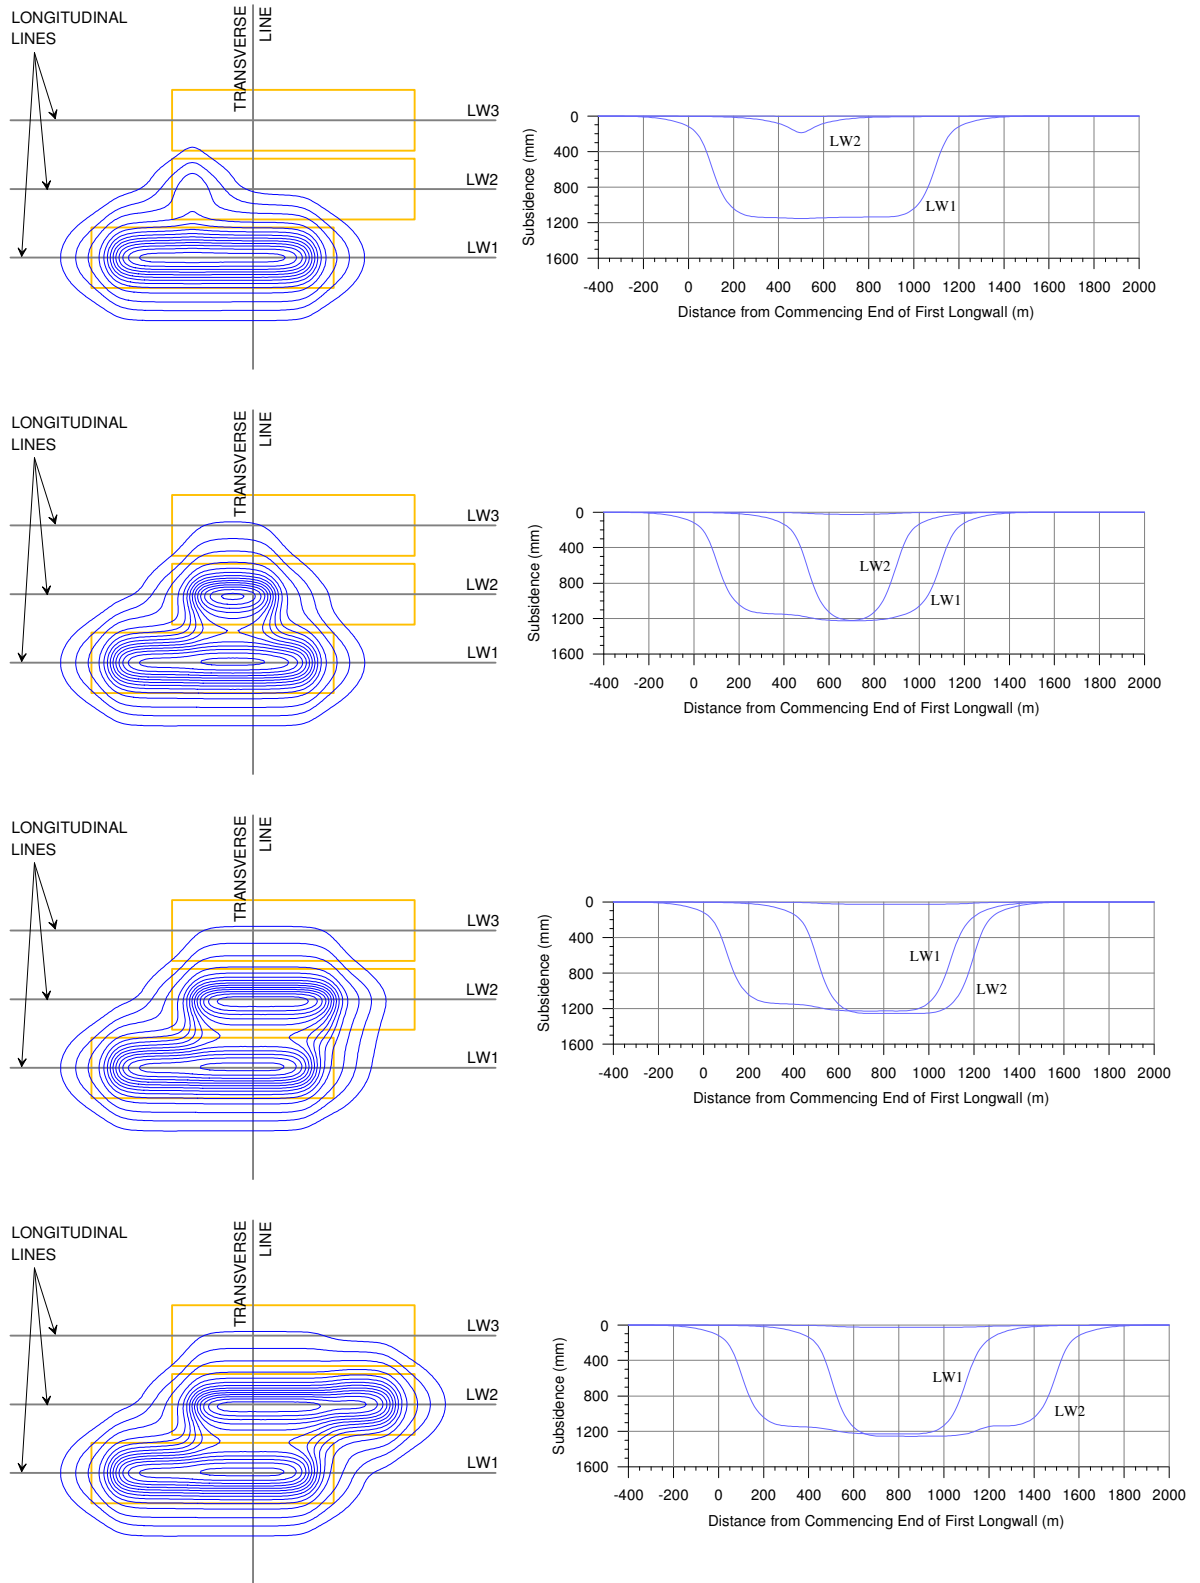 LONGITUDINAL
LINES
TRANSVERSE
LINE
LW3
LW2
LW1
Subsidence (mm)
0
400
800
1200
1600
LW2
LW1
-400 -200 0 200 400 600 800 1000 1200 1400 1600 1800 2000
Distance from Commencing End of First Longwall (m)
LONGITUDINAL
LINES
TRANSVERSE
LINE
LW3
LW2
LW1
Subsidence (mm)
0
400
800
1200
1600
LW2
LW1
-400 -200 0 200 400 600 800 1000 1200 1400 1600 1800 2000
Distance from Commencing End of First Longwall (m)
LONGITUDINAL
LINES
TRANSVERSE
LINE
LW3
LW2
LW1
Subsidence (mm)
0
400
800
1200
1600
LW1
LW2
-400 -200 0 200 400 600 800 1000 1200 1400 1600 1800 2000
Distance from Commencing End of First Longwall (m)
LONGITUDINAL
LINES
TRANSVERSE
LINE
LW3
LW2
LW1
Subsidence (mm)
0
400
800
1200
1600
LW1
LW2
-400 -200 0 200 400 600 800 1000 1200 1400 1600 1800 2000
Distance from Commencing End of First Longwall (m)